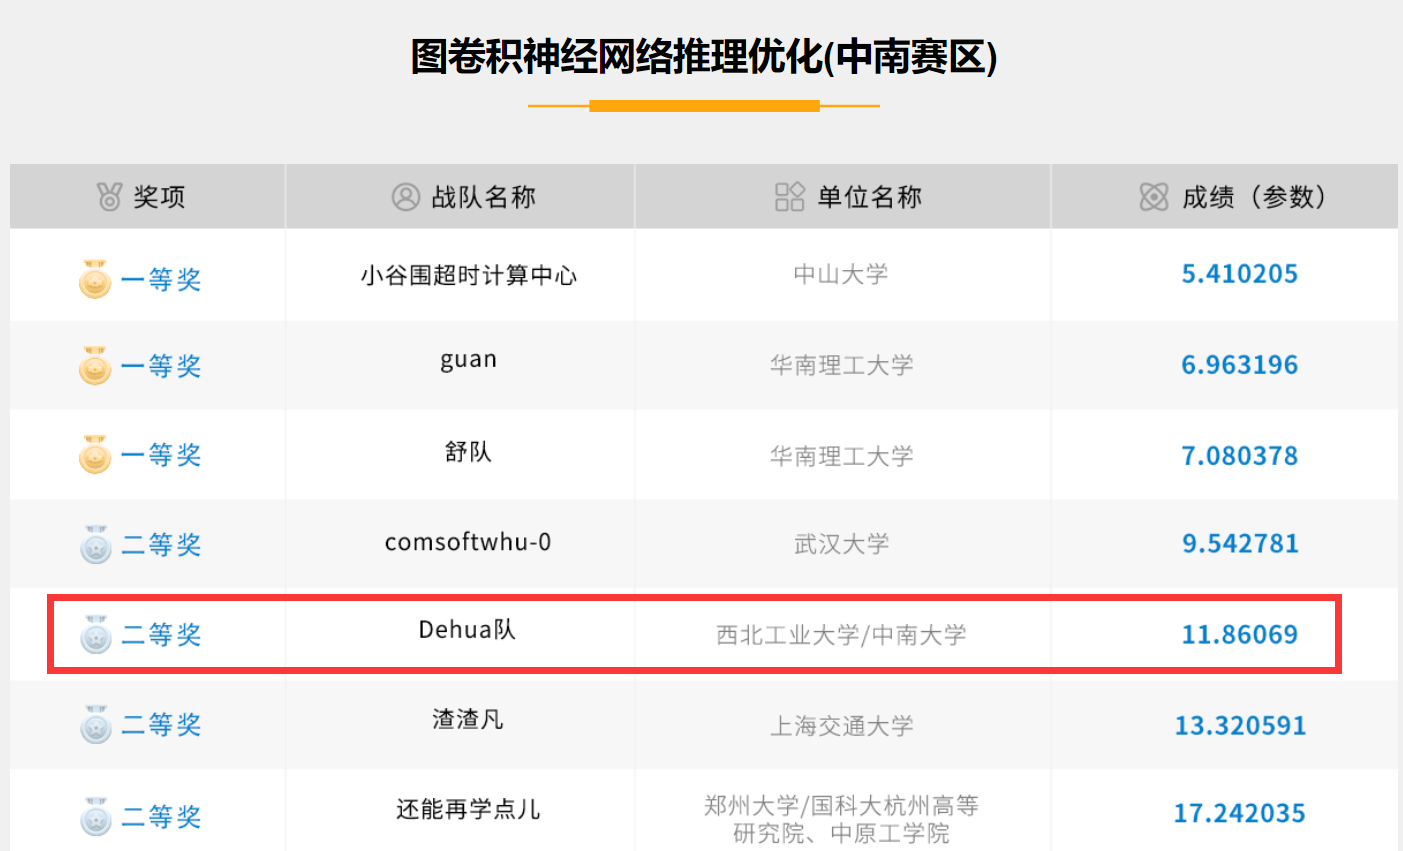 图卷积神经网络推理优化(中南赛区)
奖项 战队名称 单位名称 成绩（参数）
一等奖 小谷围超时计算中心 中山大学 5.410205
一等奖 guan 华南理工大学 6.963196
一等奖 舒队 华南理工大学 7.080378
二等奖 comsoftwhu-0 武汉大学 9.542781
二等奖 Dehua队 西北工业大学/中南大学 11.86069
二等奖 渣渣凡 上海交通大学 13.320591
二等奖 还能再学点儿 郑州大学/国科大杭州高等 17.242035
研究院、中原工学院